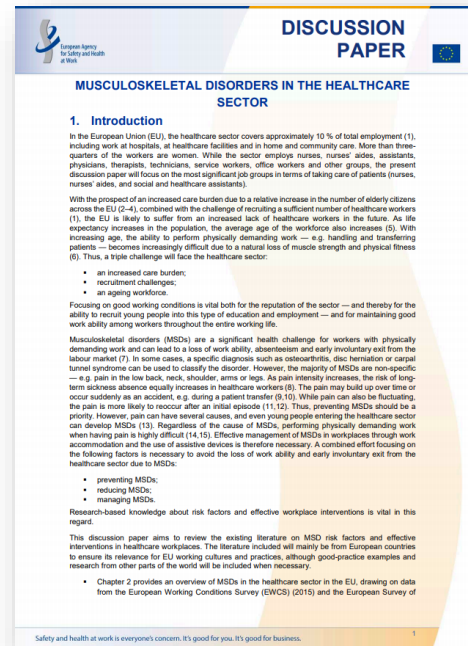 European Agency
for Safety and Health
at Work
DISCUSSION
PAPER
MUSCULOSKELETAL DISORDERS IN THE HEALTHCARE
SECTOR
1. Introduction
In the European Union (EU), the healthcare sector covers approximately 10 % of total employment (1),
including work at hospitals, at healthcare facilities and in home and community care. More than three-
quarters of the workers are women. While the sector employs nurses, nurses' aides, assistants,
physicians, therapists, technicians, service workers, office workers and other groups, the present
discussion paper will focus on the most significant job groups in terms of taking care of patients (nurses,
nurses' aides, and social and healthcare assistants).
With the prospect of an increased care burden due to a relative increase in the number of elderly citizens
across the EU (2–4), combined with the challenge of recruiting a sufficient number of healthcare workers
(1), the EU is likely to suffer from an increased lack of healthcare workers in the future. As life
expectancy increases in the population, the average age of the workforce also increases (5). With
increasing age, the ability to perform physically demanding work — e.g. handling and transferring
patients — becomes increasingly difficult due to a natural loss of muscle strength and physical fitness
(6). Thus, a triple challenge will face the healthcare sector:
▪ an increased care burden;
▪ recruitment challenges;
▪ an ageing workforce.
Focusing on good working conditions is vital both for the reputation of the sector — and thereby for the
ability to recruit young people into this type of education and employment — and for maintaining good
work ability among workers throughout the entire working life.
Musculoskeletal disorders (MSDs) are a significant health challenge for workers with physically
demanding work and can lead to a loss of work ability, absenteeism and early involuntary exit from the
labour market (7). In some cases, a specific diagnosis such as osteoarthritis, disc herniation or carpal
tunnel syndrome can be used to classify the disorder. However, the majority of MSDs are non-specific
— e.g. pain in the low back, neck, shoulder, arms or legs. As pain intensity increases, the risk of long-
term sickness absence equally increases in healthcare workers (8). The pain may build up over time or
occur suddenly as an accident, e.g. during a patient transfer (9,10). While pain can also be fluctuating,
the pain is more likely to reoccur after an initial episode (11,12). Thus, preventing MSDs should be a
priority. However, pain can have several causes, and even young people entering the healthcare sector
can develop MSDs (13). Regardless of the cause of MSDs, performing physically demanding work
when having pain is highly difficult (14,15). Effective management of MSDs in workplaces through work
accommodation and the use of assistive devices is therefore necessary. A combined effort focusing on
the following factors is necessary to avoid the loss of work ability and early involuntary exit from the
healthcare sector due to MSDs:
▪ preventing MSDs;
▪ reducing MSDs;
▪ managing MSDs.
Research-based knowledge about risk factors and effective workplace interventions is vital in this
regard.
This discussion paper aims to review the existing literature on MSD risk factors and effective
interventions in healthcare workplaces. The literature included will mainly be from European countries
to ensure its relevance for EU working cultures and practices, although good-practice examples and
research from other parts of the world will be included when necessary.
▪ Chapter 2 provides an overview of MSDs in the healthcare sector in the EU, drawing on data
from the European Working Conditions Survey (EWCS) (2015) and the European Survey of
Safety and health at work is everyone's concern. It's good for you. It's good for business.
1